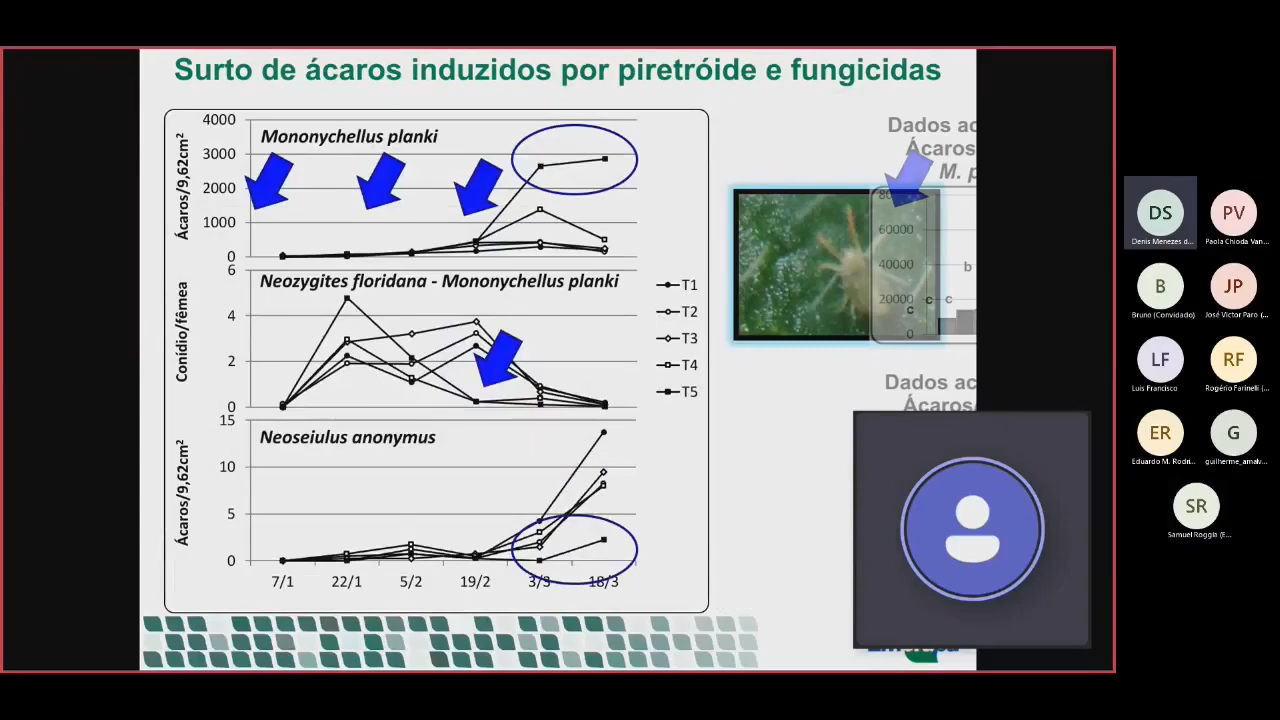 Surto de ácaros induzidos por piretróide e fungicidas
Ácaros/9,62cm²
4000
3000
2000
1000
0
Mononychellus planki
Conídio/fêmea
6
4
2
0
Neozygites floridana - Mononychellus planki
T1
T2
T3
T4
T5
Ácaros/9,62cm²
15
10
5
0
Neoseiulus anonymus
7/1 22/1 5/2 19/2 3/3 18/3
Dados ac
Ácaros
M. p
60000
40000
20000
0
b
c c
c
Dados ac
Ácaros/
DS
Denis Menezes d...
PV
Paola Chioda Van...
B
Bruno (Convidado)
JP
José Victor Paro (...
LF
Luis Francisco
RF
Rogério Farinelli (...
ER
Eduardo M. Rodri...
G
guilherme_amalv...
SR
Samuel Roggia (E...